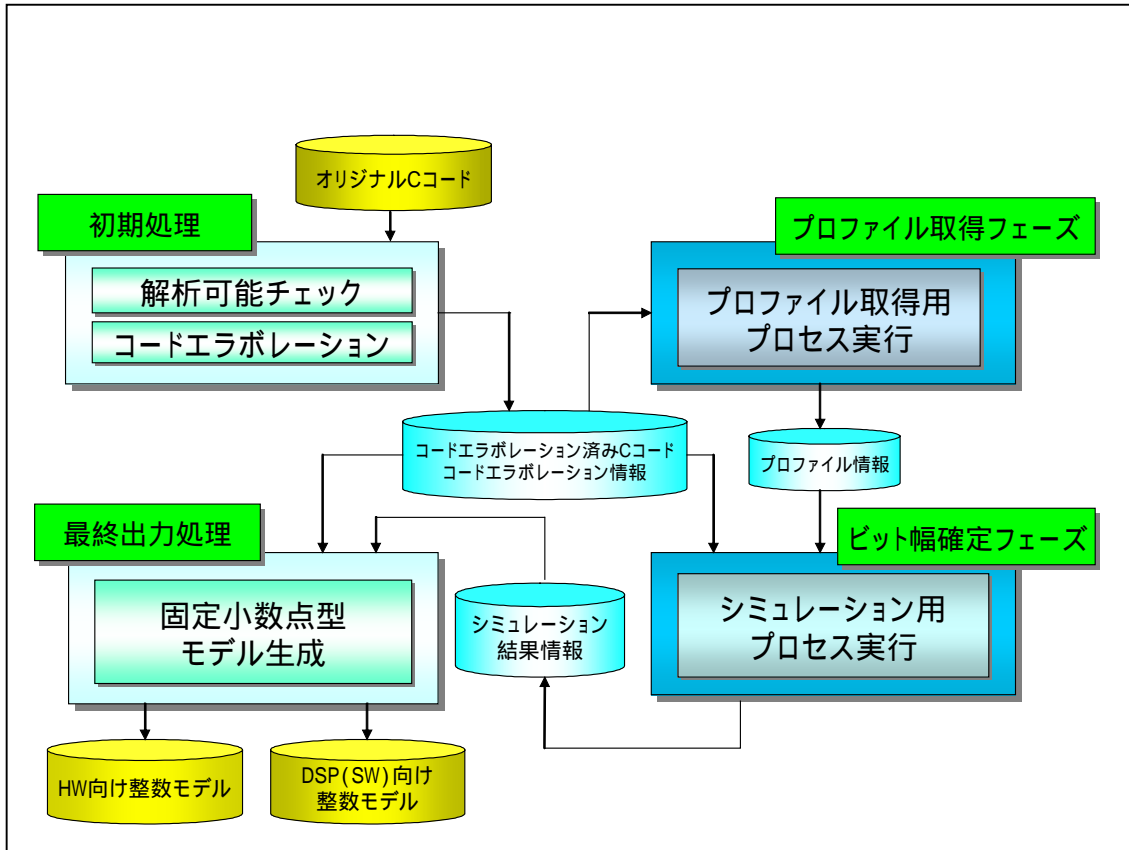 オリジナルCコード
初期処理
解析可能チェック
コードエラボレーション
プロファイル取得フェーズ
プロファイル取得用
プロセス実行
コードエラボレーション済みCコード
コードエラボレーション情報
プロファイル情報
最終出力処理
固定小数点型
モデル生成
シミュレーション
結果情報
ビット幅確定フェーズ
シミュレーション用
プロセス実行
HW向け整数モデル
DSP(SW)向け
整数モデル